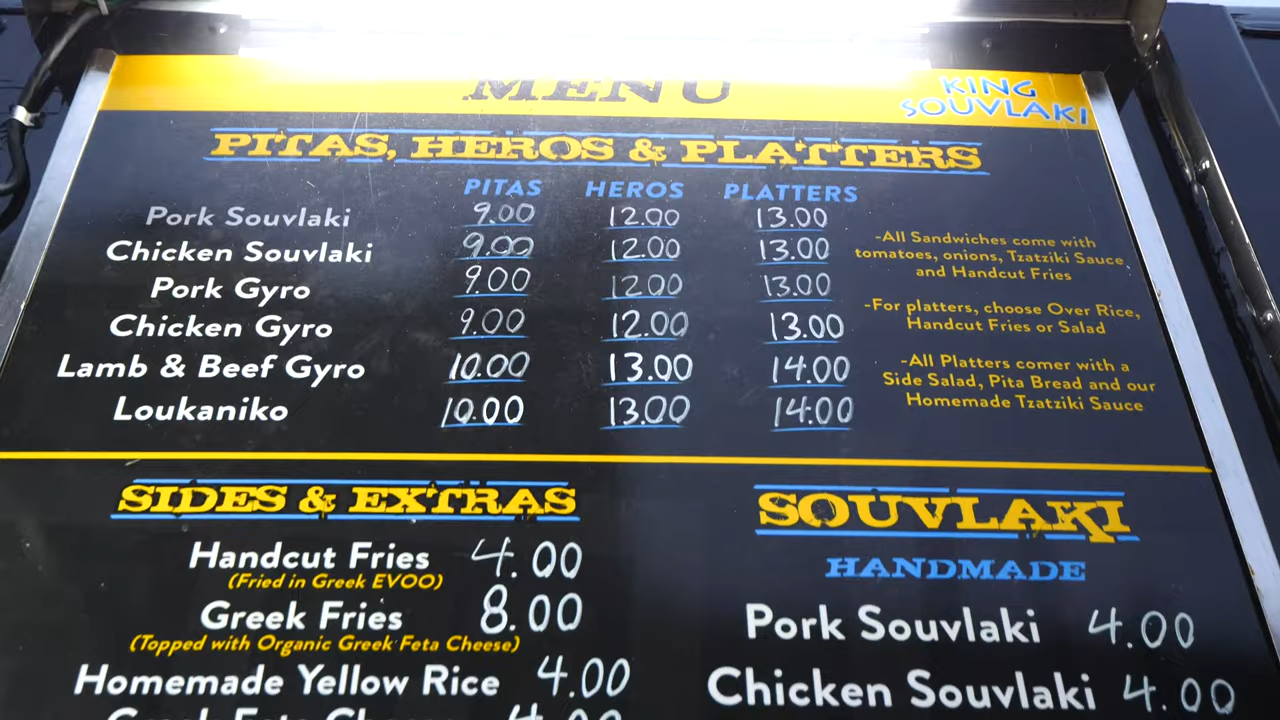 MENU
KING
SOUVLAKI
PITAS, HEROS & PLATTERS
PITAS HEROS PLATTERS
Pork Souvlaki 9.00 12.00 13.00
Chicken Souvlaki 9.00 12.00 13.00
Pork Gyro 9.00 12.00 13.00
Chicken Gyro 9.00 12.00 13.00
Lamb & Beef Gyro 10.00 13.00 14.00
Loukaniko 10.00 13.00 14.00
-All Sandwiches come with
tomatoes, onions, Tzatziki Sauce
and Handcut Fries
-For platters, choose Over Rice,
Handcut Fries or Salad
-All Platters comer with a
Side Salad, Pita Bread and our
Homemade Tzatziki Sauce
SIDES & EXTRAS
Handcut Fries 4.00
(Fried in Greek EVOO)
Greek Fries 8.00
(Topped with Organic Greek Feta Cheese)
Homemade Yellow Rice 4.00
Greek Feta Cheese 4.00
SOUVLAKI
HANDMADE
Pork Souvlaki 4.00
Chicken Souvlaki 4.00